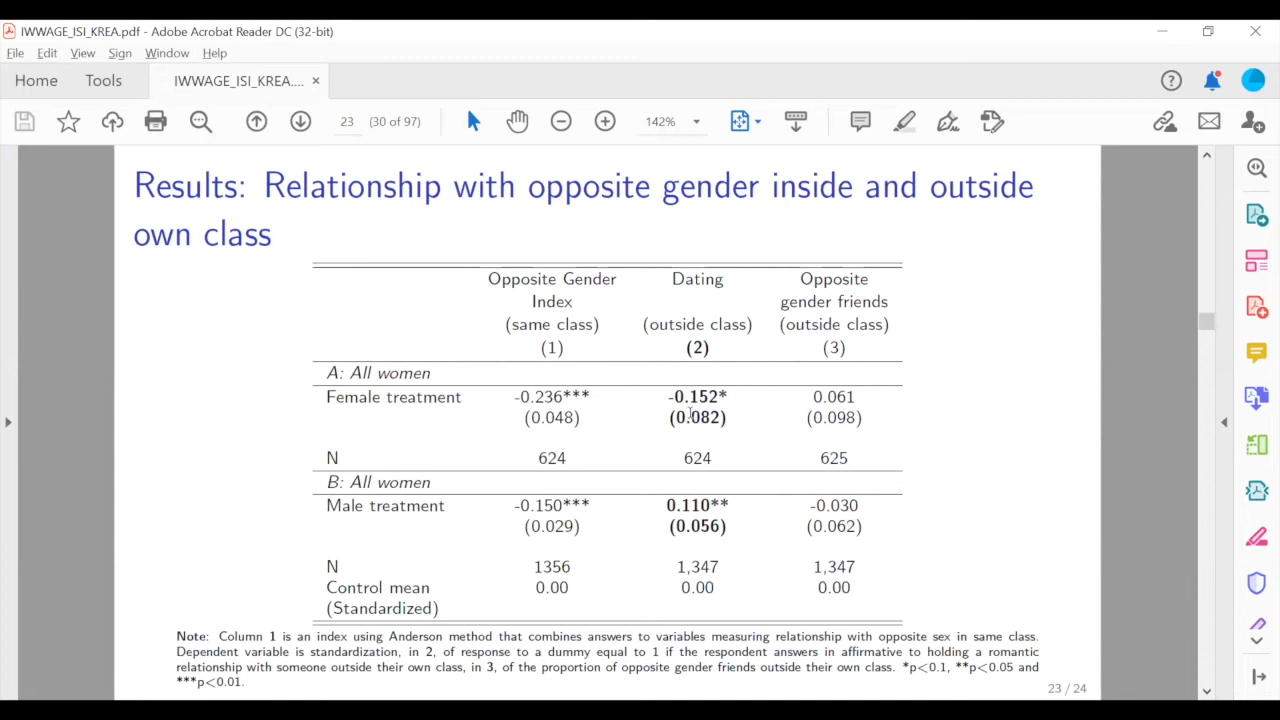 IWWAGE_ISI_KREA.pdf - Adobe Acrobat Reader DC (32-bit)
File Edit View Sign Window Help
Home Tools IWWAGE_ISI_KREA.... ×
23 (30 of 97) 142%
Results: Relationship with opposite gender inside and outside
own class
Opposite Gender Dating Opposite
Index gender friends
(same class) (outside class) (outside class)
(1) (2) (3)
A: All women
Female treatment -0.236*** -0.152* 0.061
(0.048) (0.082) (0.098)
N 624 624 625
B: All women
Male treatment -0.150*** 0.110** -0.030
(0.029) (0.056) (0.062)
N 1356 1,347 1,347
Control mean 0.00 0.00 0.00
(Standardized)
Note: Column 1 is an index using Anderson method that combines answers to variables measuring relationship with opposite sex in same class.
Dependent variable is standardization, in 2, of response to a dummy equal to 1 if the respondent answers in affirmative to holding a romantic
relationship with someone outside their own class, in 3, of the proportion of opposite gender friends outside their own class. *p<0.1, **p<0.05 and
***p<0.01.
23 / 24